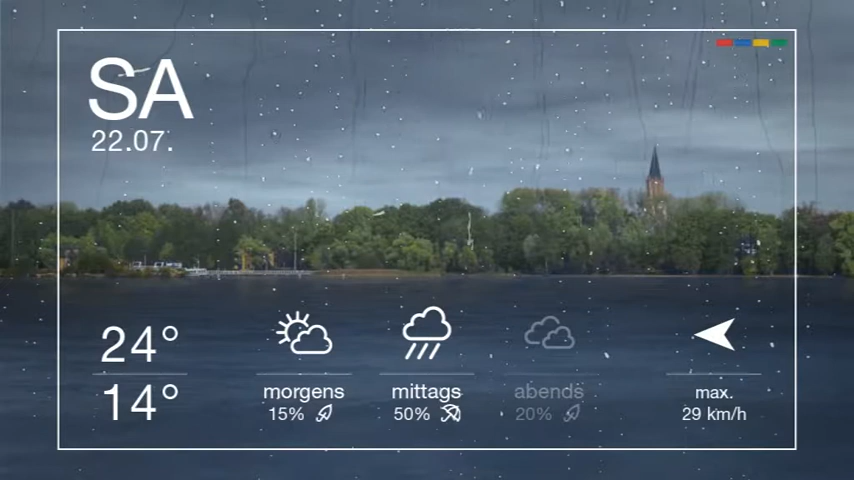 SA
22.07.
24°
14°
morgens
15%
mittags
50%
abends
20%
max.
29 km/h